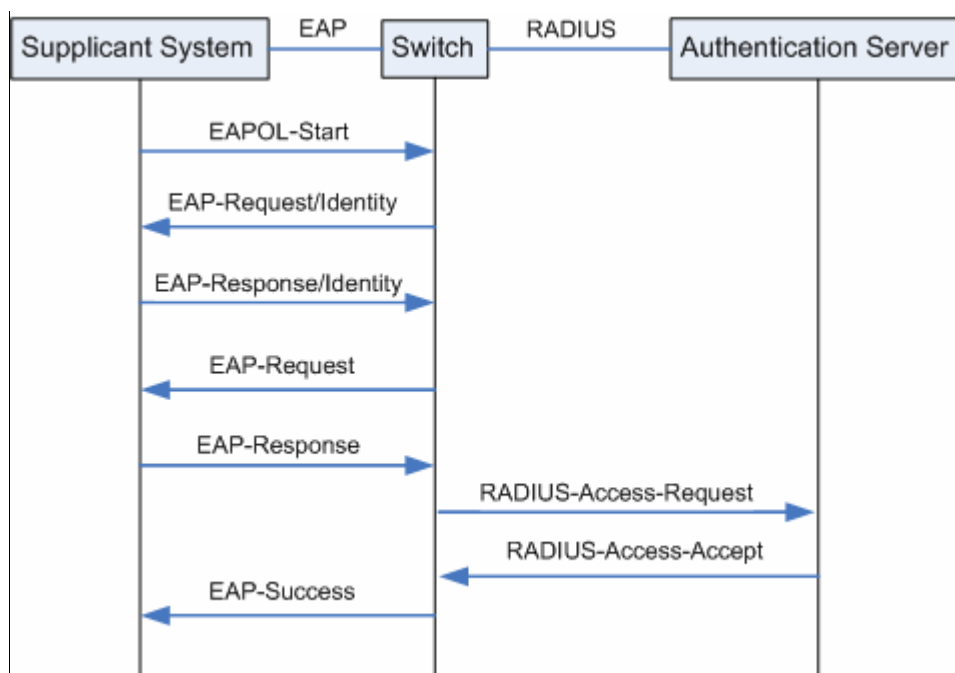 EAP
RADIUS
Supplicant System
Switch
Authentication Server
EAPOL-Start
EAP-Request/Identity
EAP-Response/Identity
EAP-Request
EAP-Response
RADIUS-Access-Request
RADIUS-Access-Accept
EAP-Success